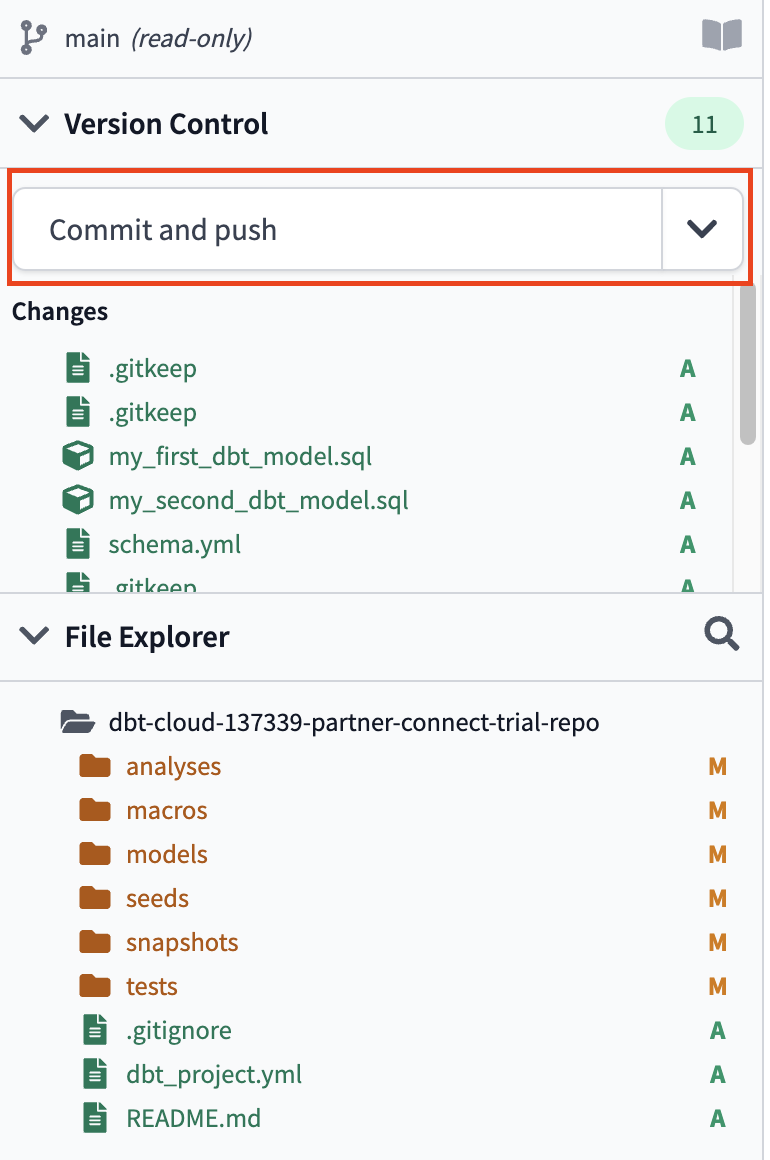 main (read-only)
Version Control 11
Commit and push
Changes
.gitkeep A
.gitkeep A
my_first_dbt_model.sql A
my_second_dbt_model.sql A
schema.yml A
.gitkeep A
File Explorer
dbt-cloud-137339-partner-connect-trial-repo
analyses M
macros M
models M
seeds M
snapshots M
tests M
.gitignore A
dbt_project.yml A
README.md A